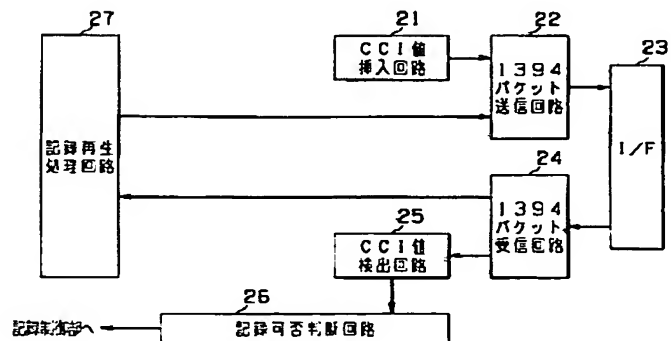 27
21
22
23
CCI値
挿入回路
1394
パケット
送信回路
記録再生
処理回路
I/F
24
1394
パケット
受信回路
25
CCI値
検出回路
26
記録可否判断回路
記録制御部へ